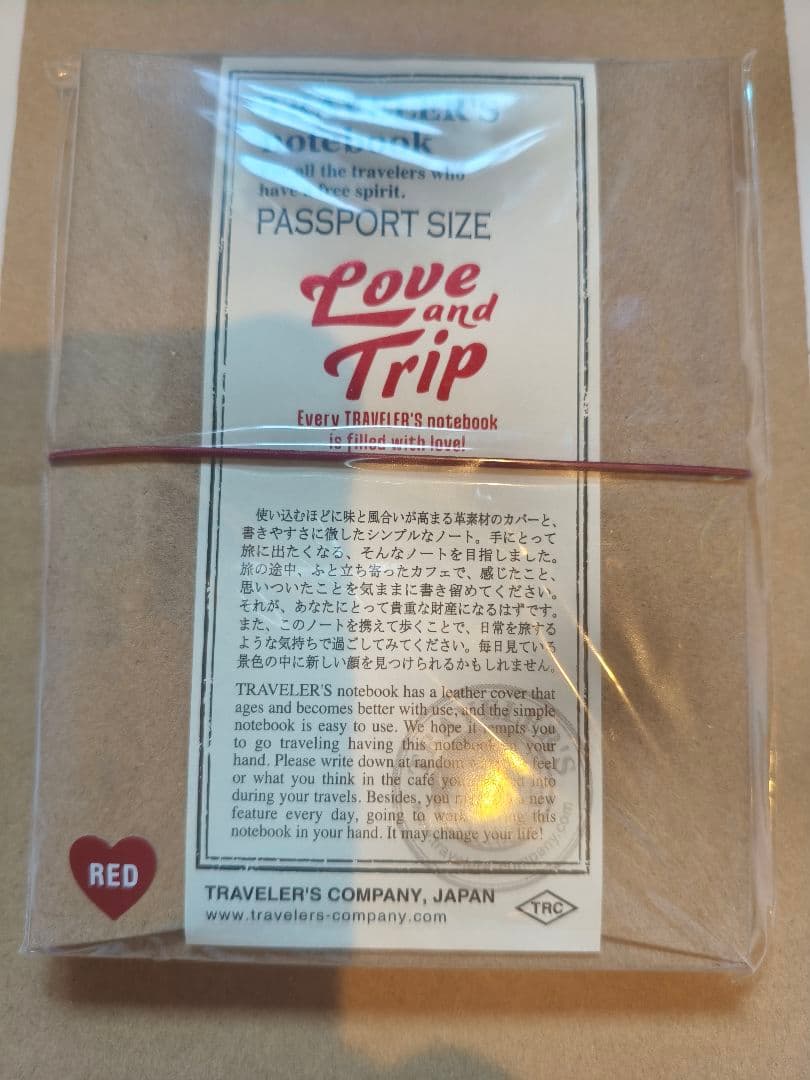 TRAVELER'S
notebook
all the travelers who
have a free spirit.
PASSPORT SIZE
Love
and
Trip
Every TRAVELER'S notebook
is filled with love!
使い込むほどに味と風合いが高まる革素材のカバーと、
書きやすさに徹したシンプルなノート。手にとって
旅に出たくなる、そんなノートを目指しました。
旅の途中、ふと立ち寄ったカフェで、感じたこと、
思いついたことを気ままに書き留めてください。
それが、あなたにとって貴重な財産になるはずです。
また、このノートを携えて歩くことで、日常を旅する
ような気持ちで過ごしてみてください。毎日見ている
景色の中に新しい顔を見つけられるかもしれません。
TRAVELER'S notebook has a leather cover that
ages and becomes better with use, and the simple
notebook is easy to use. We hope it tempts you
to go traveling having this notebook in your
hand. Please write down at random feel
or what you think in the café you into
during your travels. Besides, you new
feature every day, going to work this
notebook in your hand. It may change your life!
RED
TRAVELER'S COMPANY, JAPAN
www.travelers-company.com
TRC